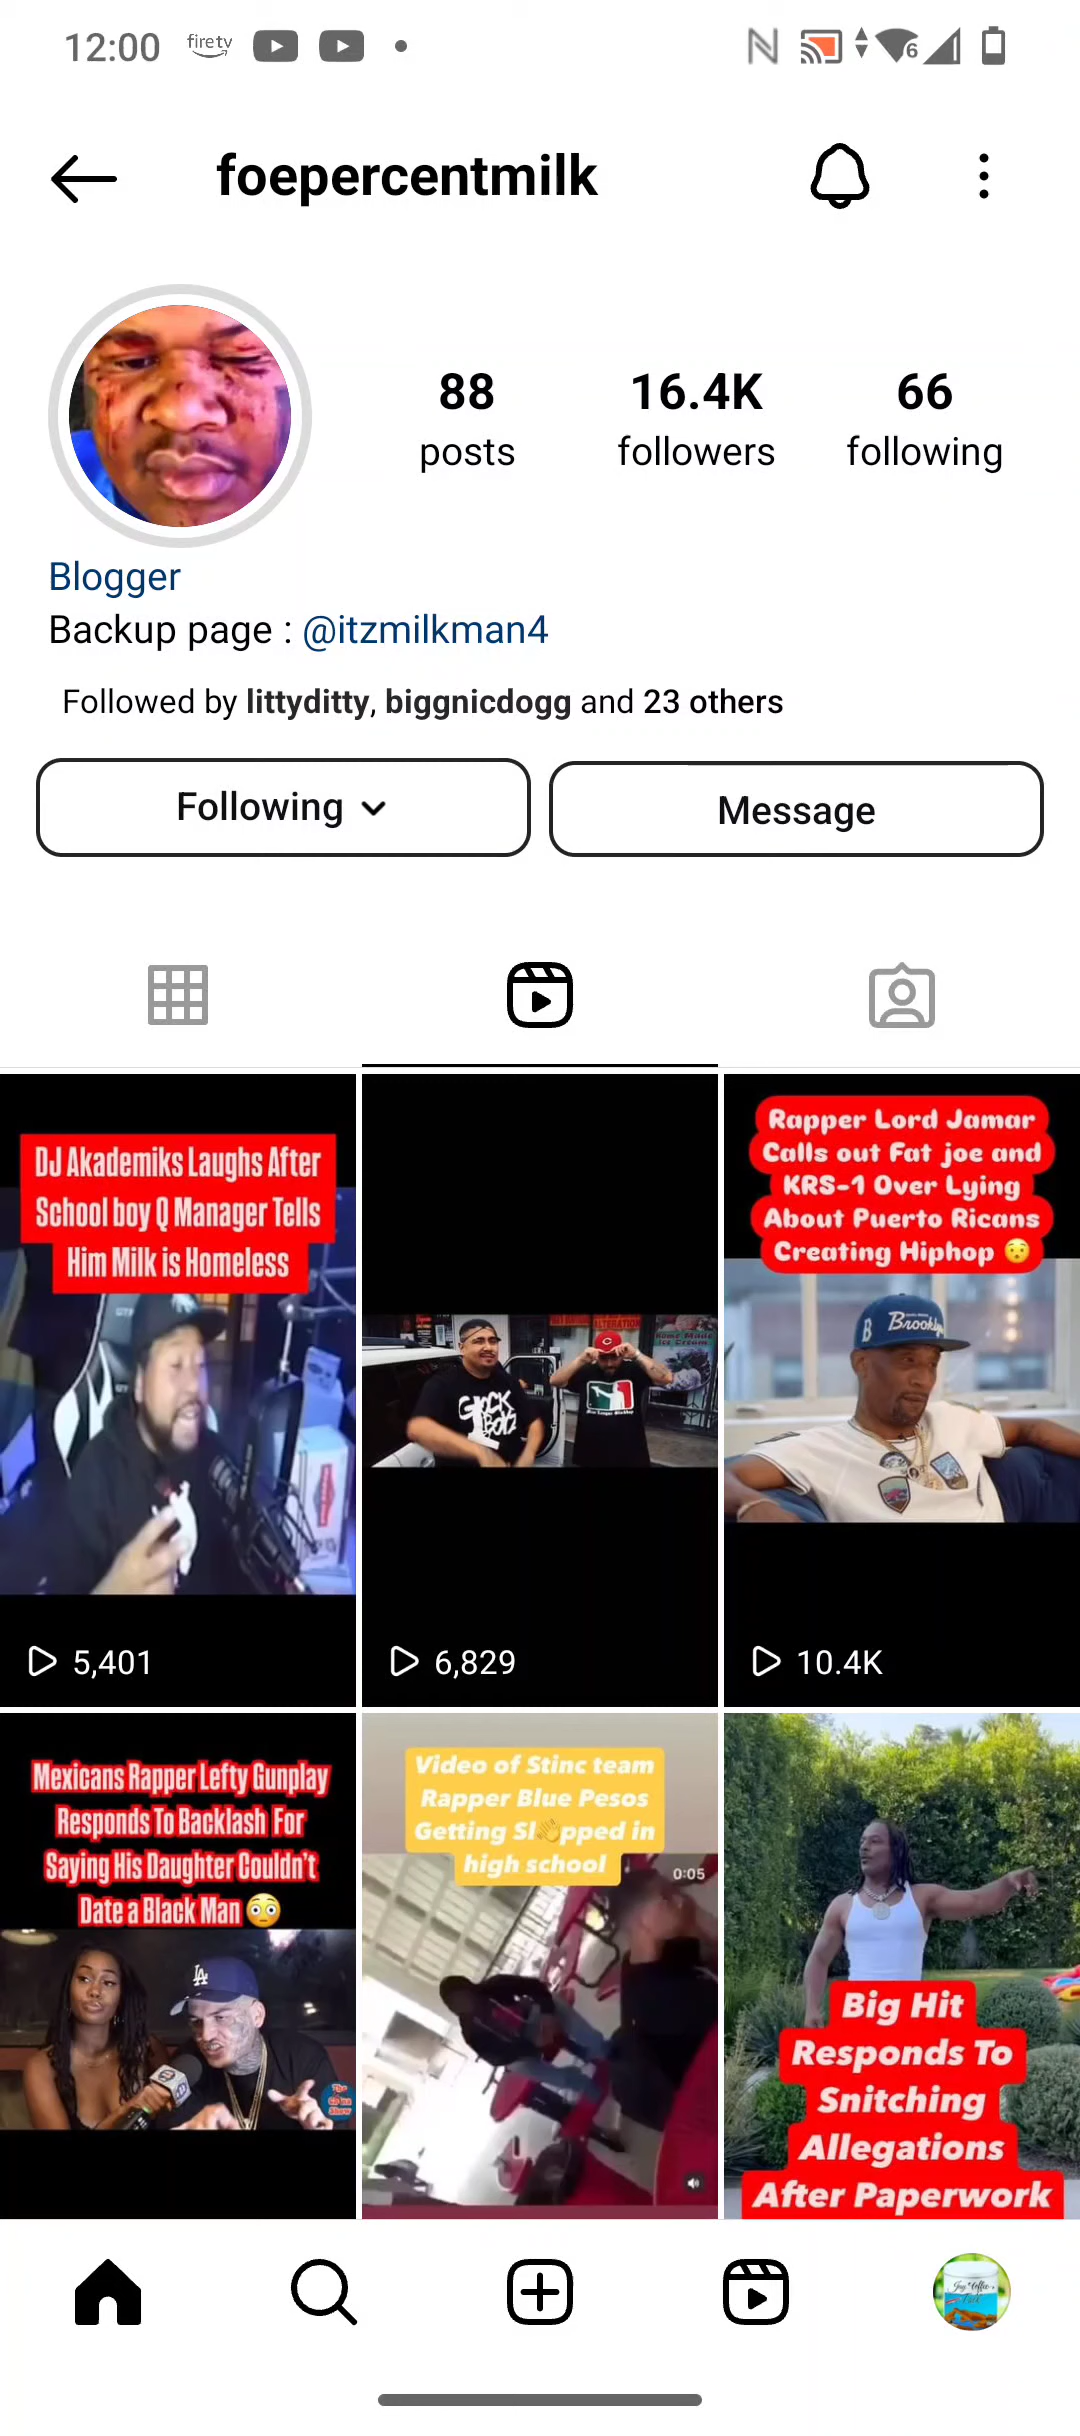 12:00 firetv
6
foepercentmilk
88 16.4K 66
posts followers following
Blogger
Backup page : @itzmilkman4
Followed by littyditty, biggnicdogg and 23 others
Following Message
DJ Akademiks Laughs After
School boy Q Manager Tells
Him Milk is Homeless
5,401
GLOCK
BOYZ
C
6,829
Rapper Lord Jamar
Calls out Fat joe and
KRS-1 Over Lying
About Puerto Ricans
Creating Hiphop 😯
B Brooklyn
10.4K
Mexicans Rapper Lefty Gunplay
Responds To Backlash For
Saying His Daughter Couldn't
Date a Black Man 😳
LA
Video of Stinc team
Rapper Blue Pesos
Getting Sl👋pped in
high school
0:05
Big Hit
Responds To
Snitching
Allegations
After Paperwork